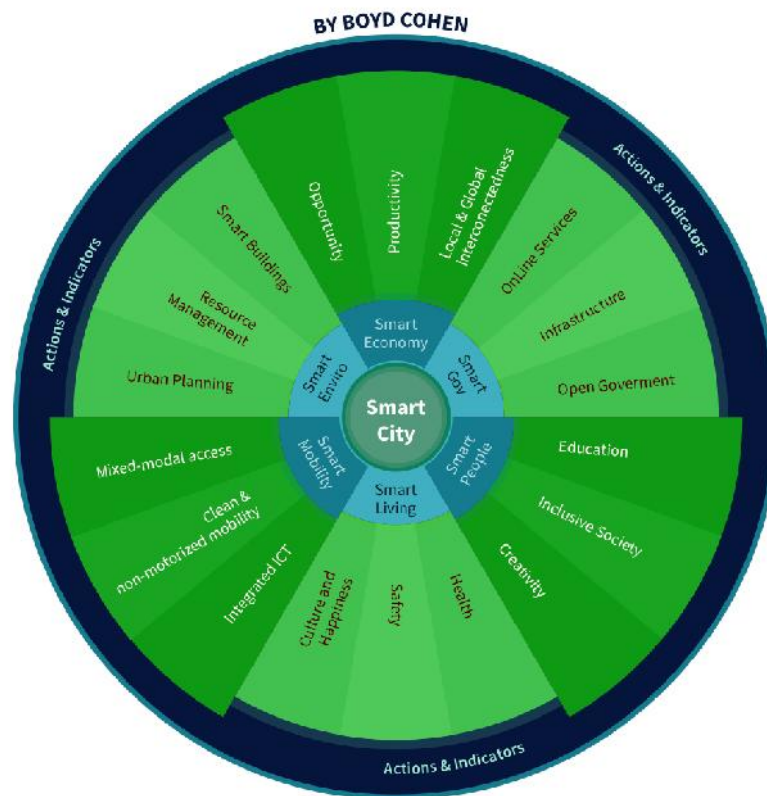 BY BOYD COHEN
Actions & Indicators
Actions & Indicators
Actions & Indicators
Opportunity
Productivity
Local & Global
Interconnectedness
OnLine Services
Infrastructure
Open Goverment
Education
Inclusive Society
Creativity
Health
Safety
Culture and
Happiness
Integrated ICT
Clean &
non-motorized mobility
Mixed-modal access
Urban Planning
Resource
Management
Smart Buildings
Smart
Economy
Smart
Gov
Smart
People
Smart
Living
Smart
Mobility
Smart
Enviro
Smart
City